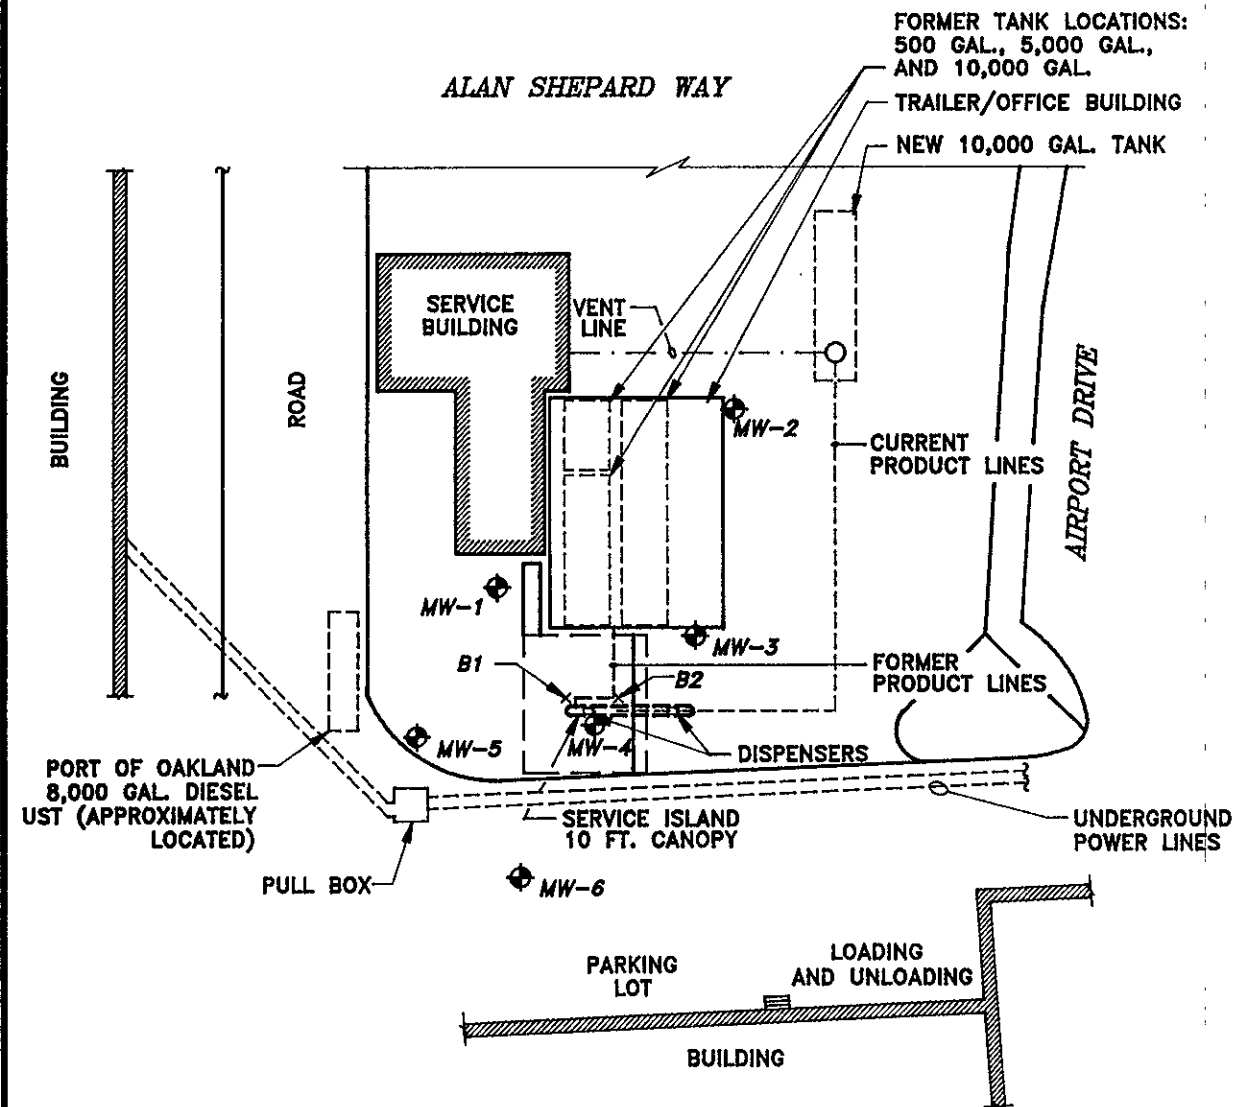 FORMER TANK LOCATIONS:
500 GAL., 5,000 GAL.,
AND 10,000 GAL.
ALAN SHEPARD WAY
TRAILER/OFFICE BUILDING
NEW 10,000 GAL. TANK
SERVICE
BUILDING
VENT
LINE
BUILDING
ROAD
AIRPORT DRIVE
MW-2
CURRENT
PRODUCT LINES
MW-1
MW-3
B1
B2
FORMER
PRODUCT LINES
MW-5
MW-4
DISPENSERS
PORT OF OAKLAND
8,000 GAL. DIESEL
UST (APPROXIMATELY
LOCATED)
SERVICE ISLAND
10 FT. CANOPY
UNDERGROUND
POWER LINES
PULL BOX
MW-6
PARKING
LOT
LOADING
AND UNLOADING
BUILDING